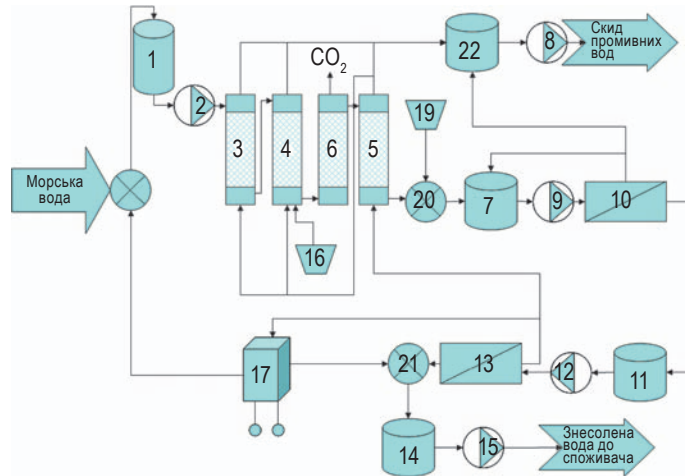 1
2
3
4
6
5
CO2
19
20
7
9
10
22
8
Скид
промивних
вод
Морська
вода
16
17
21
13
12
11
14
15
Знесолена
вода до
споживача